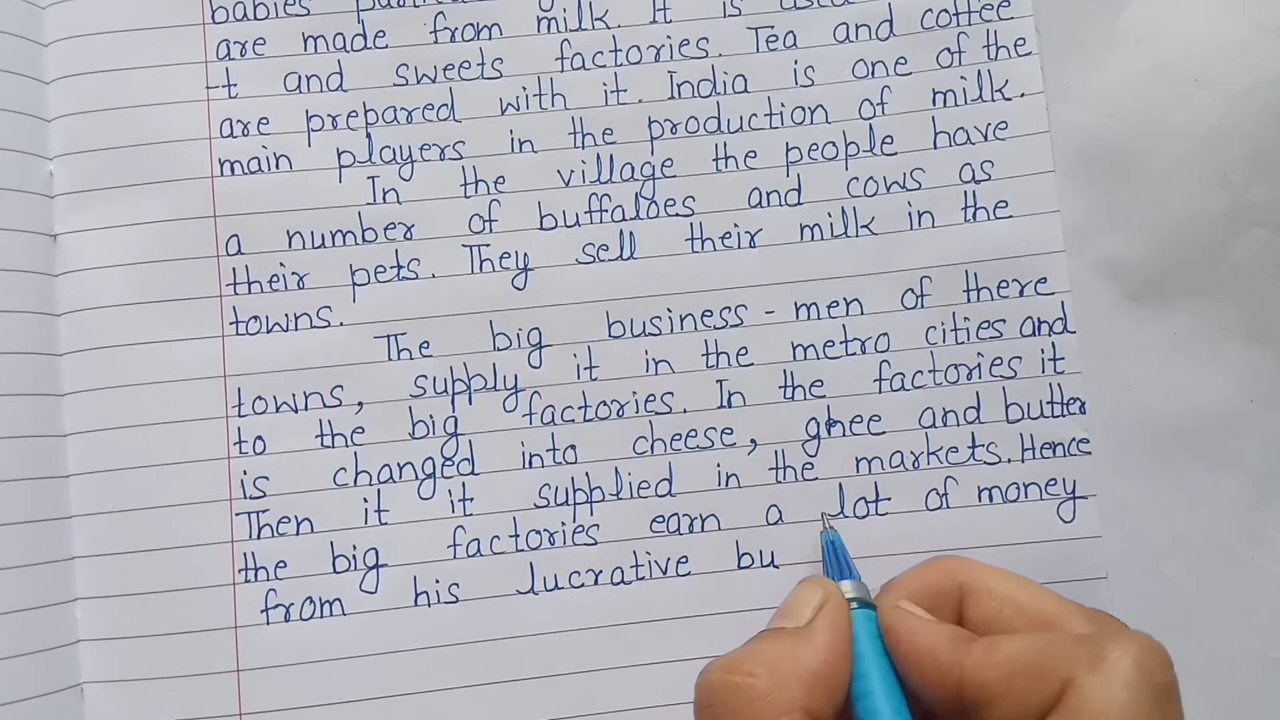 babies
are made from milk. It is
t and sweets factories. Tea and coffee
are prepared with it. India is one of the
main players in the production of milk.
In the village the people have
a number of buffaloes and cows as
their pets. They sell their milk in the
towns.
The big business-men of there
towns, supply it in the metro cities and
to the big factories. In the factories it
is changed into cheese, ghee and butter
Then it it supplied in the markets. Hence
the big factories earn a lot of money
from his lucrative bu